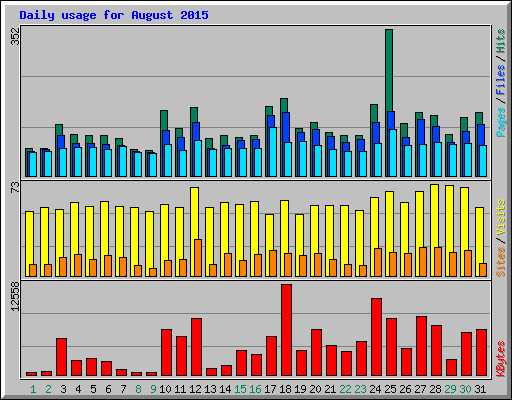 Daily usage for August 2015
352
Pages / Files / Hits
73
Sites / Visits
12558
KBytes
1 2 3 4 5 6 7 8 9 10 11 12 13 14 15 16 17 18 19 20 21 22 23 24 25 26 27 28 29 30 31